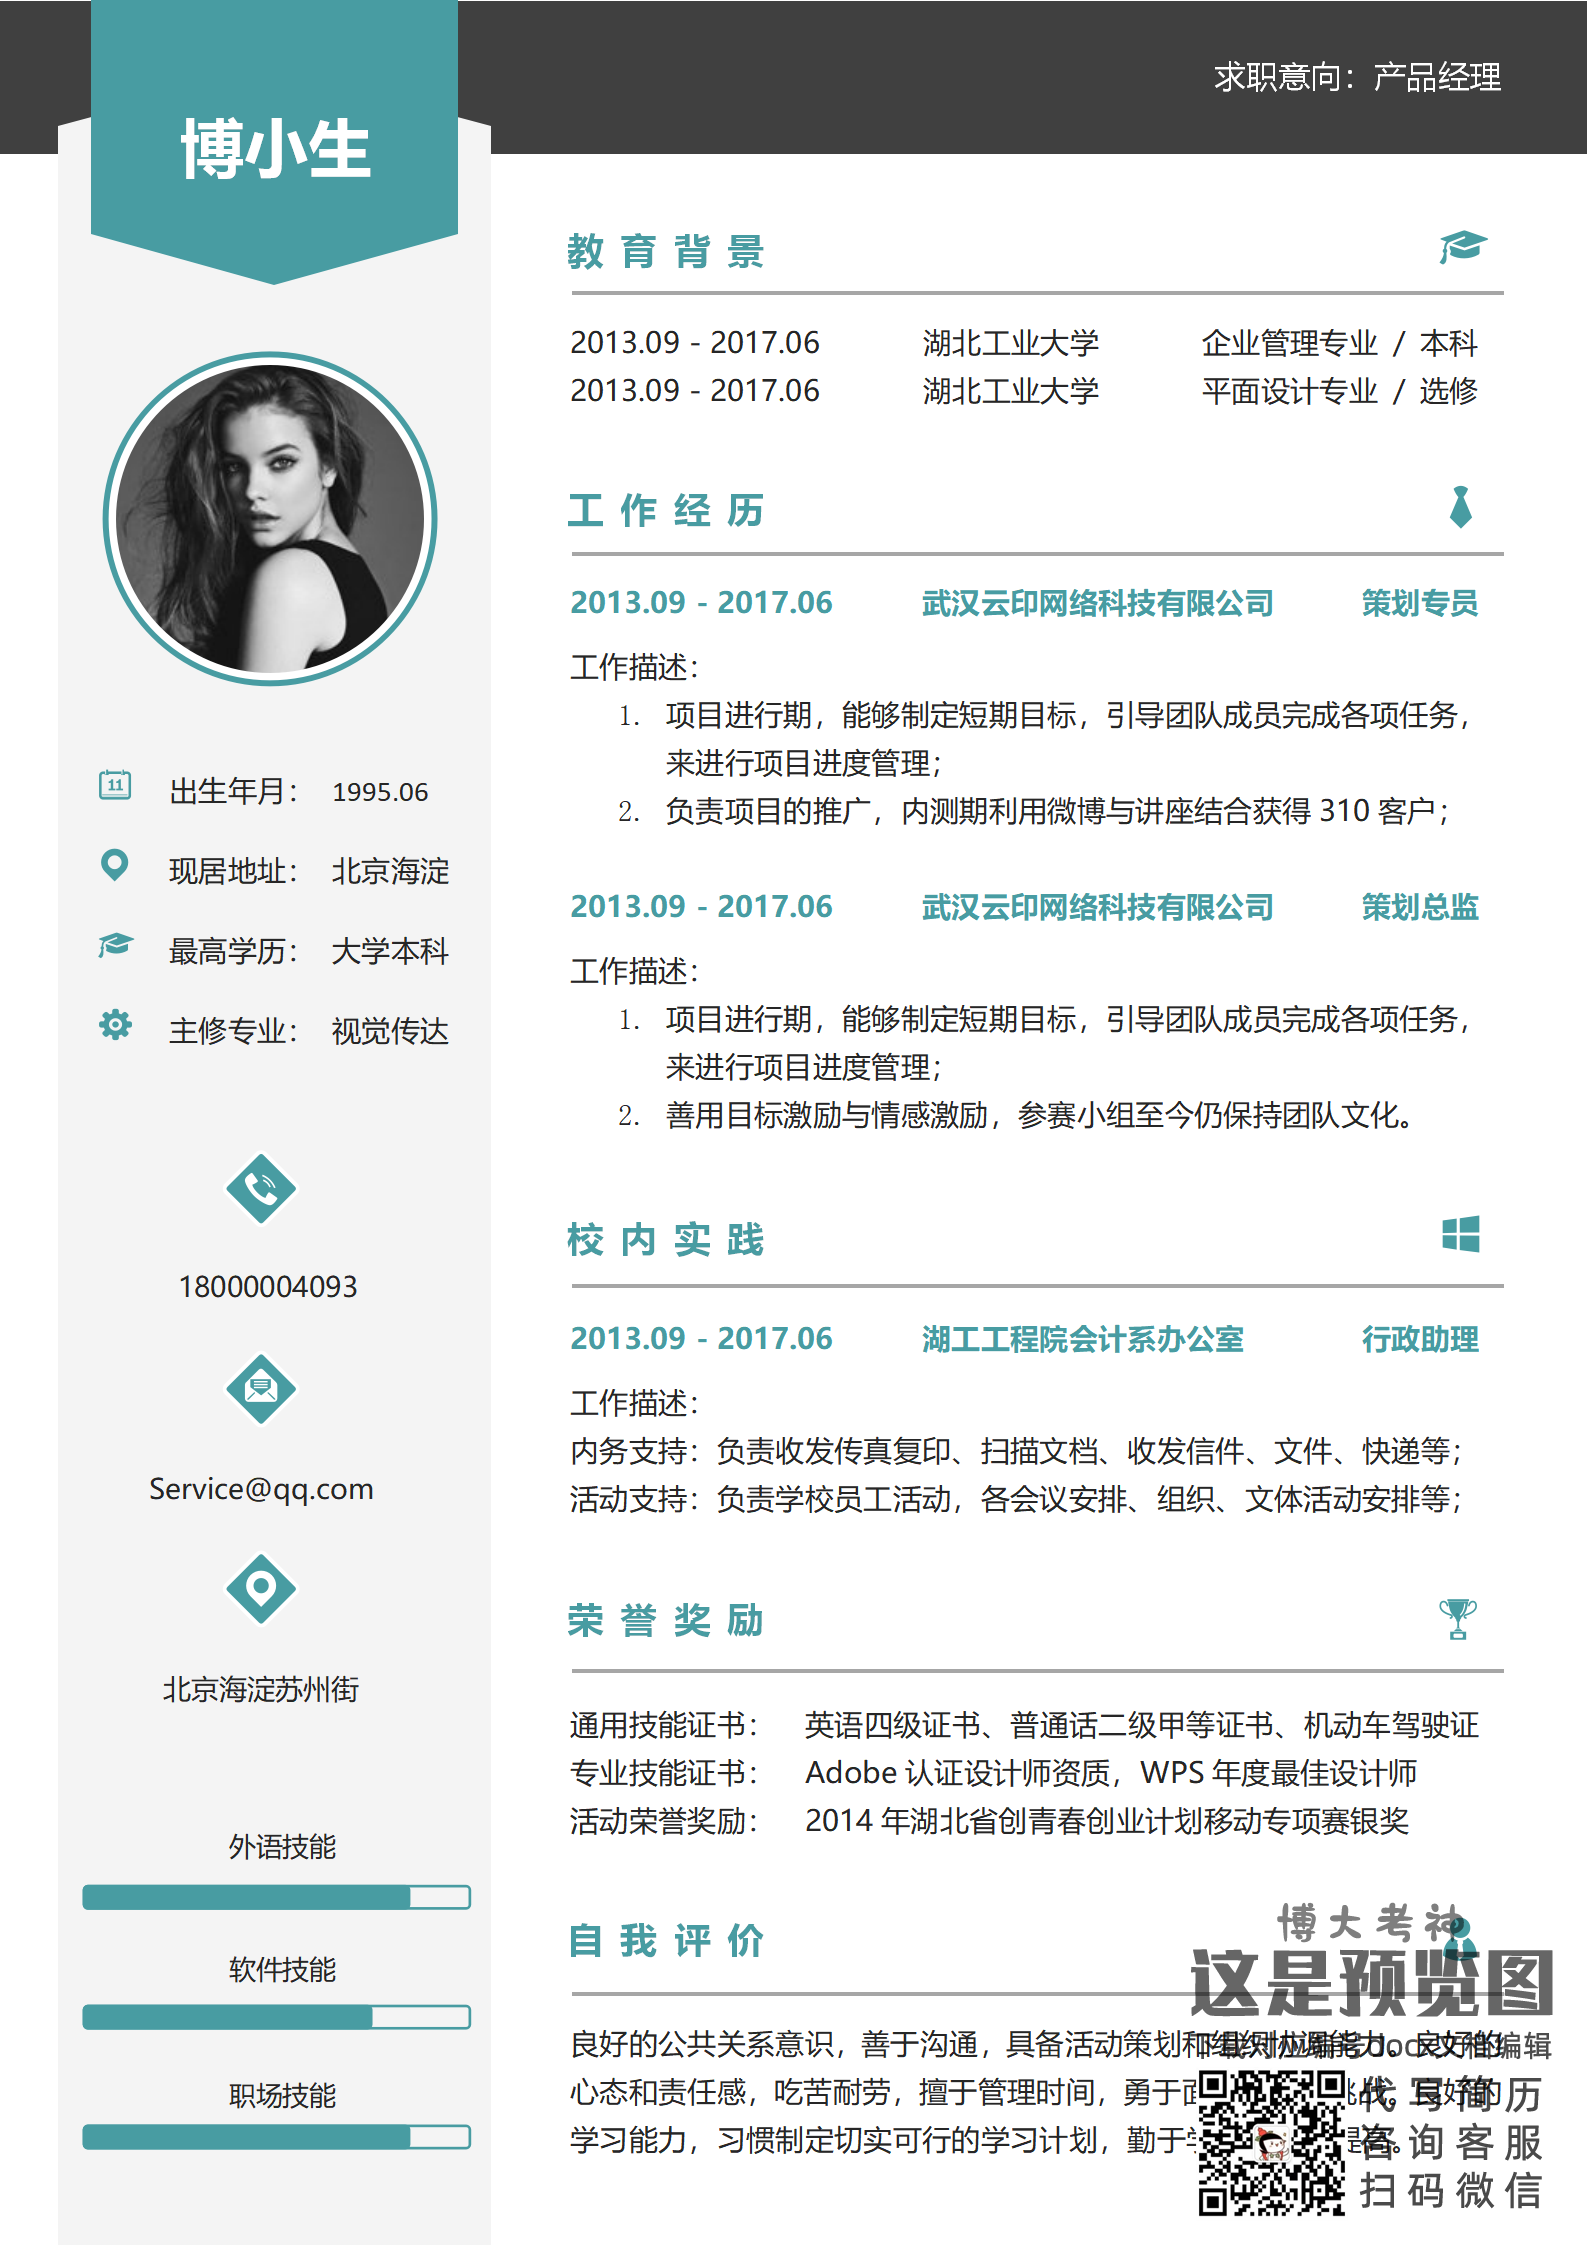 求职意向：产品经理
博小生
11
出生年月： 1995.06
现居地址： 北京海淀
最高学历： 大学本科
主修专业： 视觉传达
18000004093
Service@qq.com
北京海淀苏州街
外语技能
软件技能
职场技能
教育背景
2013.09 - 2017.06 湖北工业大学 企业管理专业 / 本科
2013.09 - 2017.06 湖北工业大学 平面设计专业 / 选修
工作经历
2013.09 - 2017.06 武汉云印网络科技有限公司 策划专员
工作描述：
1. 项目进行期，能够制定短期目标，引导团队成员完成各项任务，
来进行项目进度管理；
2. 负责项目的推广，内测期利用微博与讲座结合获得 310 客户；
2013.09 - 2017.06 武汉云印网络科技有限公司 策划总监
工作描述：
1. 项目进行期，能够制定短期目标，引导团队成员完成各项任务，
来进行项目进度管理；
2. 善用目标激励与情感激励，参赛小组至今仍保持团队文化。
校内实践
2013.09 - 2017.06 湖工工程院会计系办公室 行政助理
工作描述：
内务支持：负责收发传真复印、扫描文档、收发信件、文件、快递等；
活动支持：负责学校员工活动，各会议安排、组织、文体活动安排等；
荣誉奖励
通用技能证书： 英语四级证书、普通话二级甲等证书、机动车驾驶证
专业技能证书： Adobe 认证设计师资质，WPS 年度最佳设计师
活动荣誉奖励： 2014 年湖北省创青春创业计划移动专项赛银奖
自我评价
良好的公共关系意识，善于沟通，具备活动策划和组织协调能力。良好的
心态和责任感，吃苦耐劳，擅于管理时间，勇于面 挑战。良好的
学习能力，习惯制定切实可行的学习计划，勤于学 提高。
博大考神
这是预览图
下载对应编号docx文档编辑
代写简历
咨询客服
扫码微信